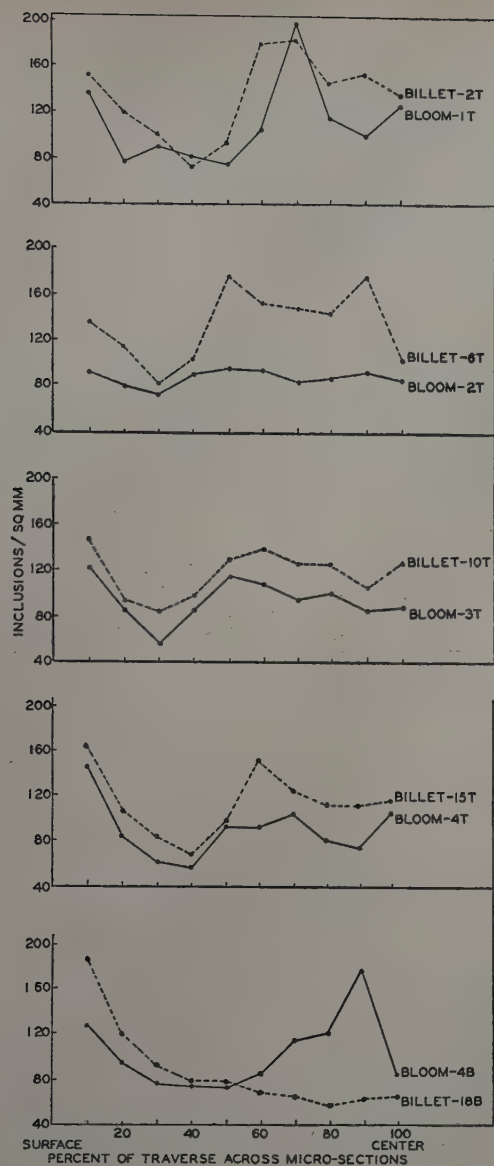 200
160
120
80
40
BILLET-2T
BLOOM-1T
200
160
120
80
40
BILLET-6T
BLOOM-2T
INCLUSIONS/SQ MM
200
160
120
80
40
BILLET-10T
BLOOM-3T
200
160
120
80
40
BILLET-15T
BLOOM-4T
200
160
120
80
40
BLOOM-4B
BILLET-18B
SURFACE 20 40 60 80 100 CENTER
PERCENT OF TRAVERSE ACROSS MICRO-SECTIONS